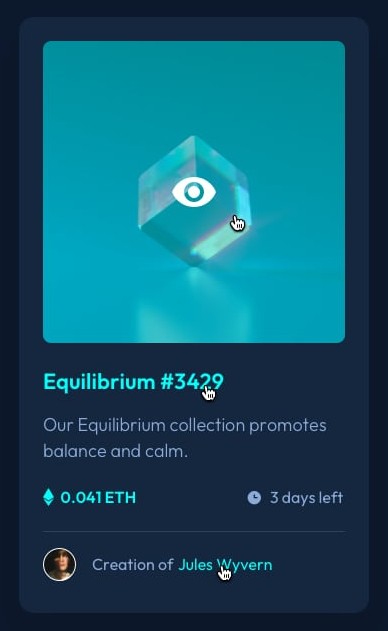 Equilibrium #3429
Our Equilibrium collection promotes
balance and calm.
0.041 ETH
3 days left
Creation of Jules Wyvern